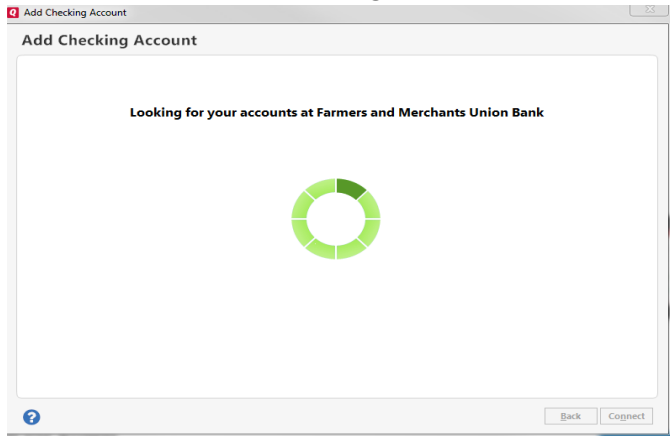 Q Add Checking Account
Add Checking Account
Looking for your accounts at Farmers and Merchants Union Bank
?
Back Connect